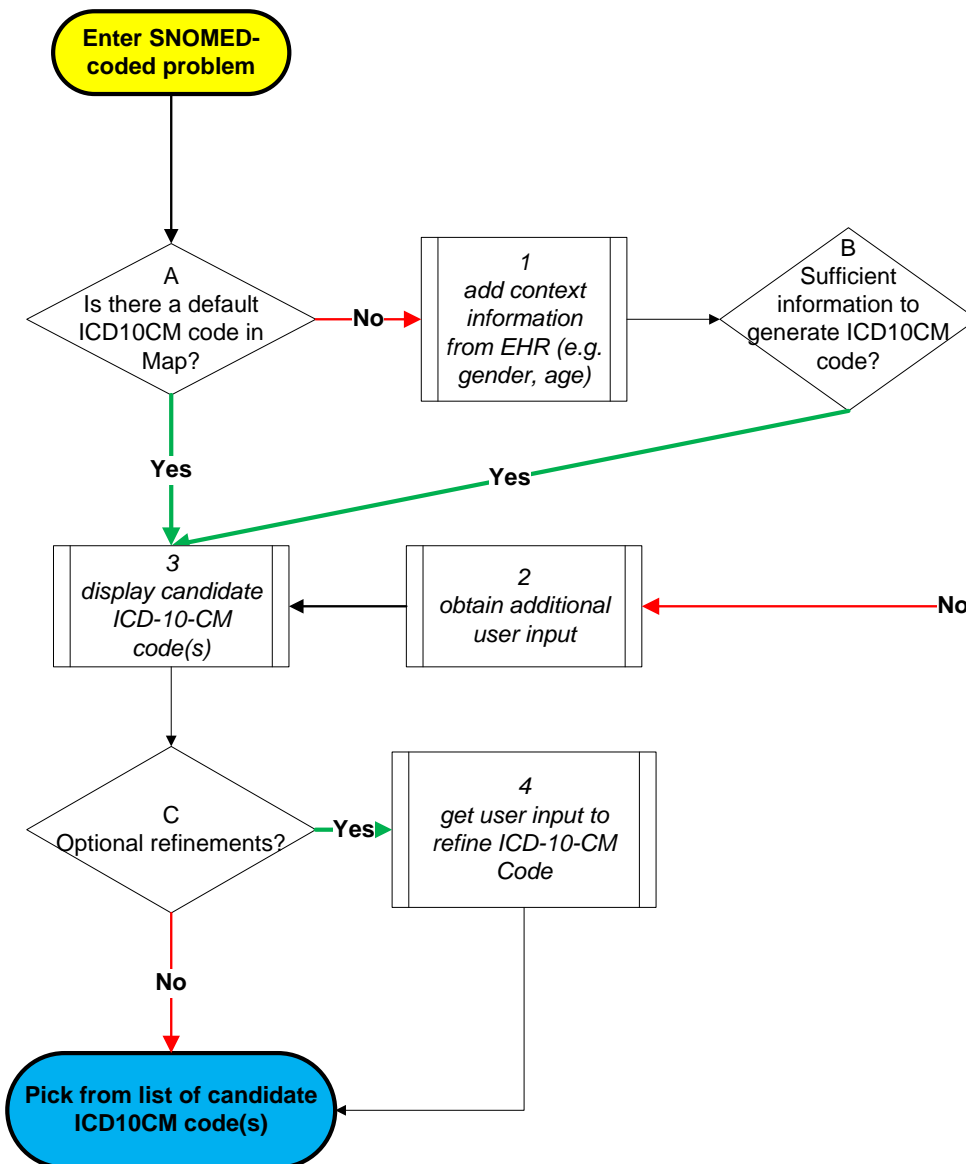 Enter SNOMED-
coded problem
A
Is there a default
ICD10CM code in
Map?
No
1
add context
information
from EHR (e.g.
gender, age)
B
Sufficient
information to
generate ICD10CM
code?
Yes
Yes
3
display candidate
ICD-10-CM
code(s)
2
obtain additional
user input
No
C
Optional refinements?
Yes
4
get user input to
refine ICD-10-CM
Code
No
Pick from list of candidate
ICD10CM code(s)